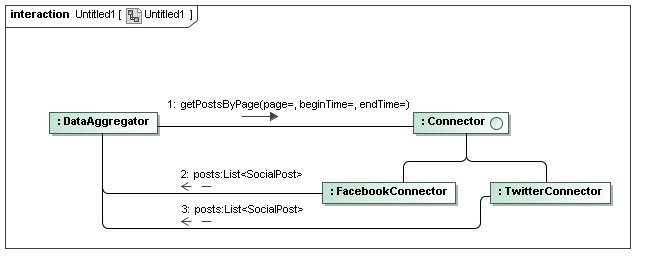 interaction Untitled1 [ Untitled1 ]
1: getPostsByPage(page=, beginTime=, endTime=)
: DataAggregator
: Connector
2: posts:List<SocialPost>
: FacebookConnector
: TwitterConnector
3: posts:List<SocialPost>